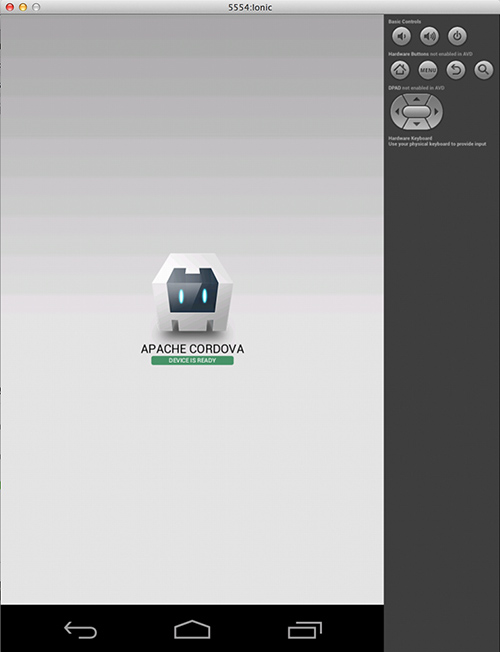 5554:Ionic
Basic Controls
Hardware Buttons not enabled in AVD
MENU
DPAD not enabled in AVD
Hardware Keyboard
Use your physical keyboard to provide input
APACHE CORDOVA
DEVICE IS READY